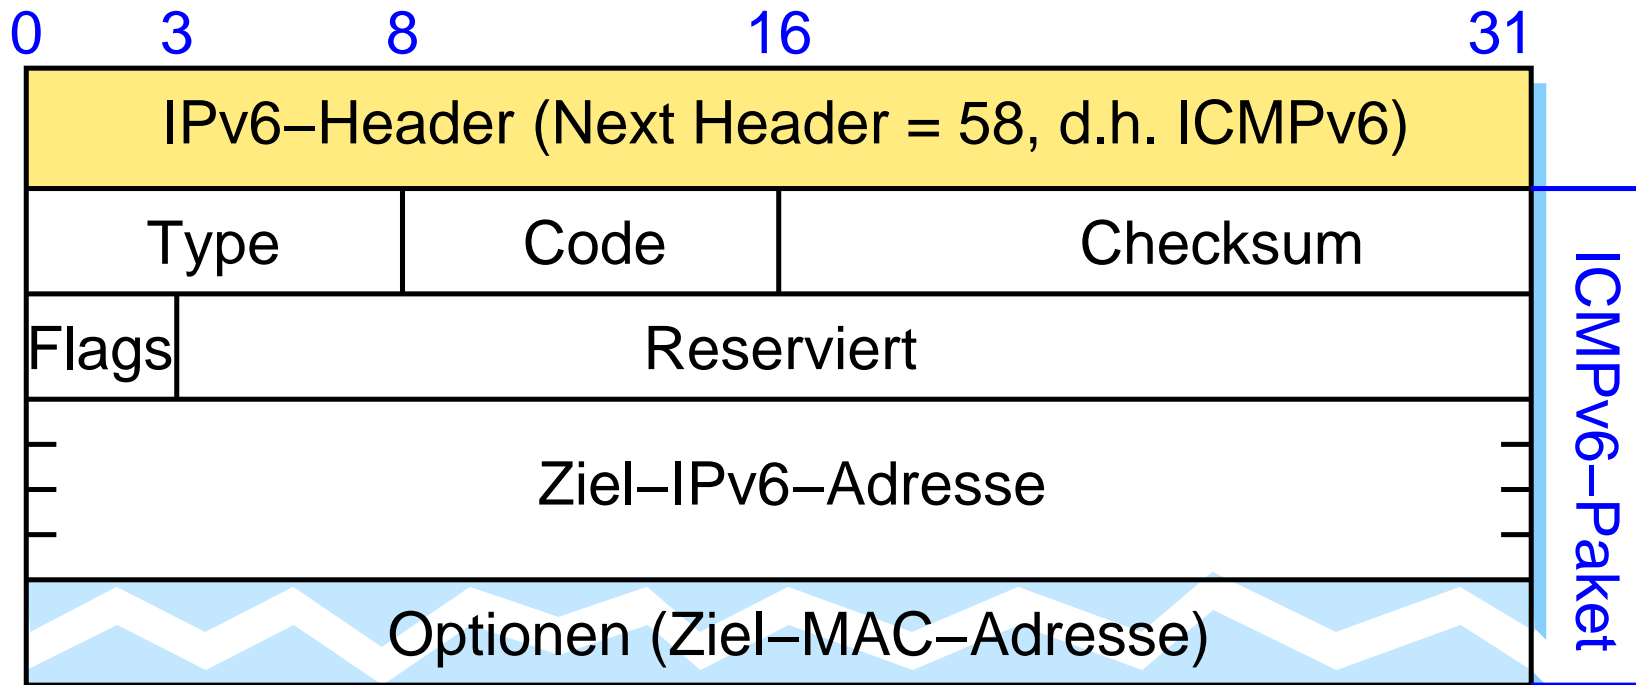 0 3 8 16 31
IPv6–Header (Next Header = 58, d.h. ICMPv6)
Type Code Checksum
Flags Reserviert
Ziel–IPv6–Adresse
Optionen (Ziel–MAC–Adresse)
ICMPv6–Paket